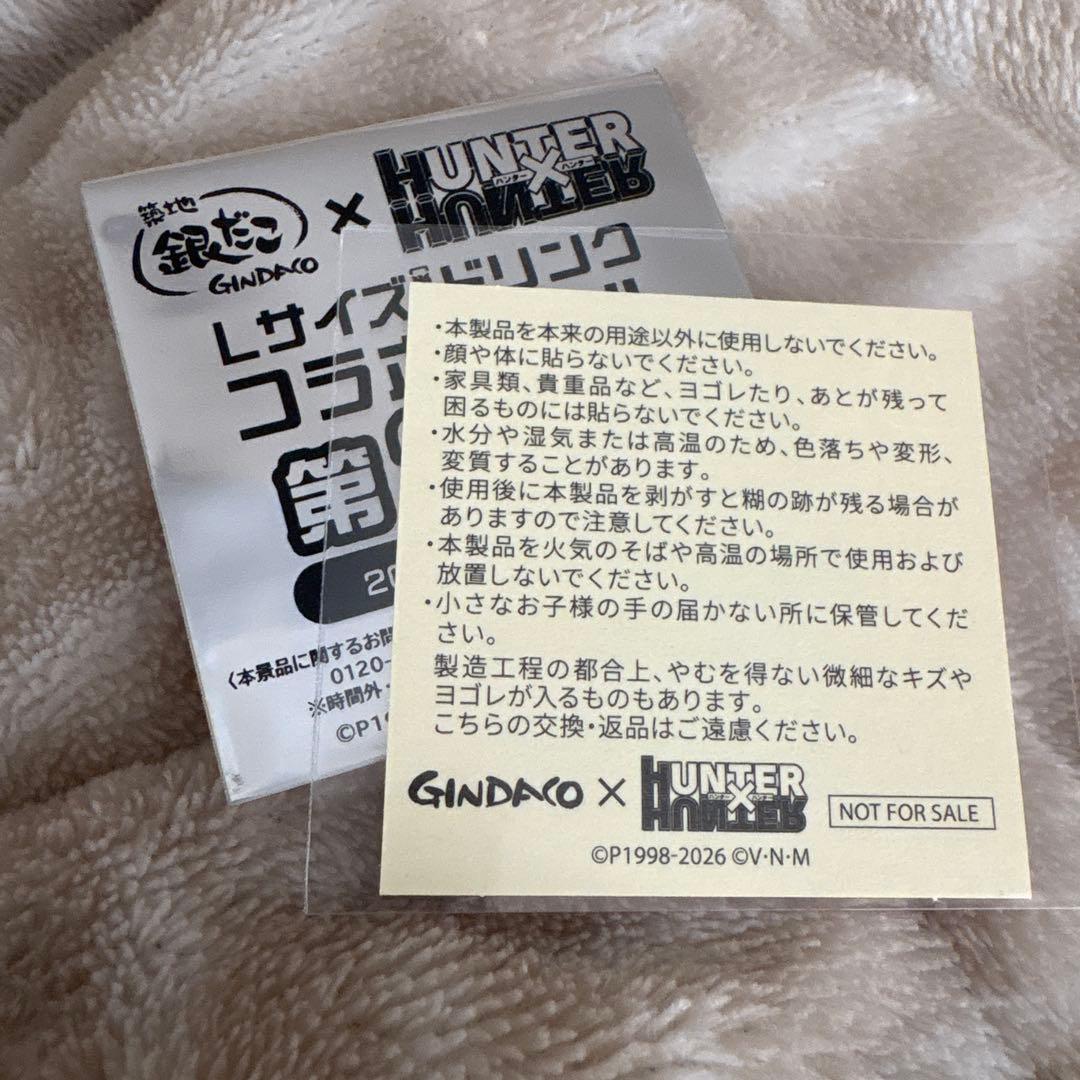 築地
銀だこ
GINDACO
×
HUNTER
ハンター×ハンター
HUNTER
Lサイズ ドリンク
コラ
第
20
〈本景品に関するお問
0120-
※時間外・
©P19
・本製品を本来の用途以外に使用しないでください。
・顔や体に貼らないでください。
・家具類、貴重品など、ヨゴレたり、あとが残って
困るものには貼らないでください。
・水分や湿気または高温のため、色落ちや変形、
変質することがあります。
・使用後に本製品を剥がすと糊の跡が残る場合が
ありますので注意してください。
・本製品を火気のそばや高温の場所で使用および
放置しないでください。
・小さなお子様の手の届かない所に保管してくだ
さい。
製造工程の都合上、やむを得ない微細なキズや
ヨゴレが入るものもあります。
こちらの交換・返品はご遠慮ください。
GINDACO × HUNTER
ハンター×ハンター
HUNTER
NOT FOR SALE
©P1998-2026 ©V・N・M